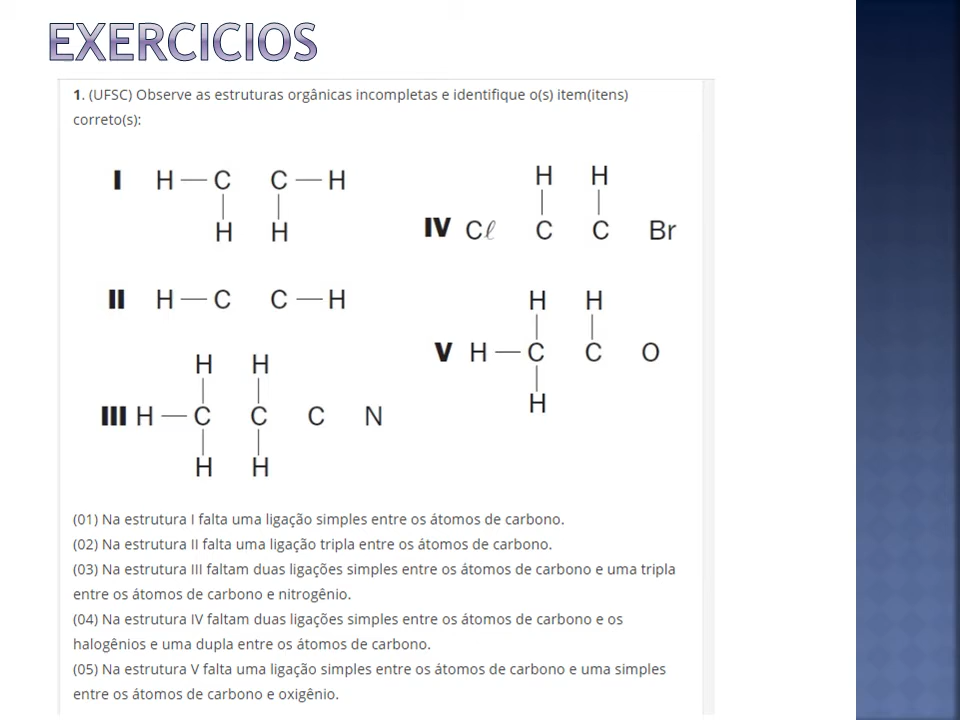 EXERCICIOS
1. (UFSC) Observe as estruturas orgânicas incompletas e identifique o(s) item(itens)
correto(s):
I H — C C — H
H H
II H — C C — H
H H
III H — C C C N
H H
H H
IV Cℓ C C Br
H H
V H — C C O
H
(01) Na estrutura I falta uma ligação simples entre os átomos de carbono.
(02) Na estrutura II falta uma ligação tripla entre os átomos de carbono.
(03) Na estrutura III faltam duas ligações simples entre os átomos de carbono e uma tripla
entre os átomos de carbono e nitrogênio.
(04) Na estrutura IV faltam duas ligações simples entre os átomos de carbono e os
halogênios e uma dupla entre os átomos de carbono.
(05) Na estrutura V falta uma ligação simples entre os átomos de carbono e uma simples
entre os átomos de carbono e oxigênio.